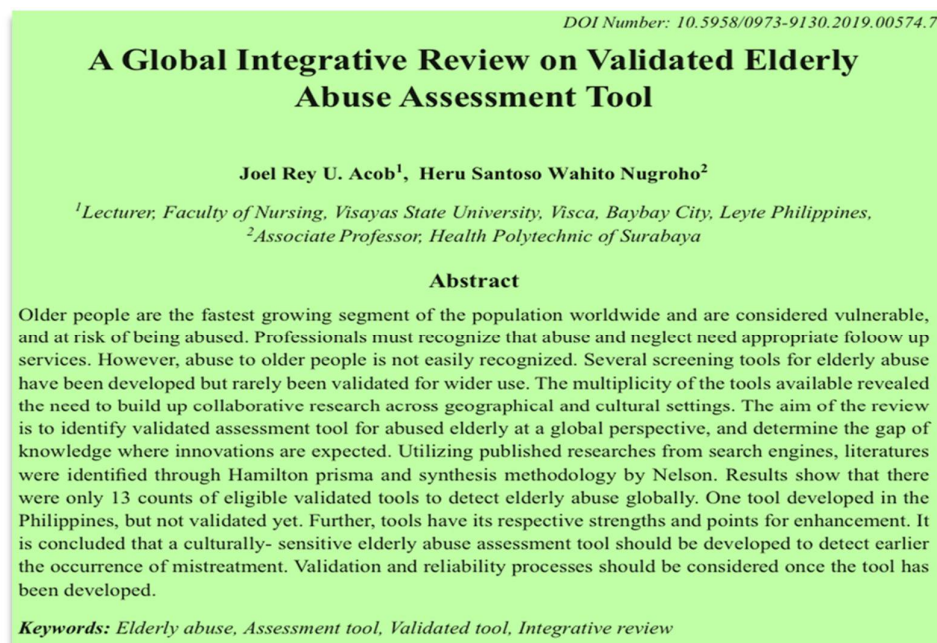 DOI Number: 10.5958/0973-9130.2019.00574.7
A Global Integrative Review on Validated Elderly
Abuse Assessment Tool
Joel Rey U. Acob1, Heru Santoso Wahito Nugroho2
1Lecturer, Faculty of Nursing, Visayas State University, Visca, Baybay City, Leyte Philippines,
2Associate Professor, Health Polytechnic of Surabaya
Abstract
Older people are the fastest growing segment of the population worldwide and are considered vulnerable,
and at risk of being abused. Professionals must recognize that abuse and neglect need appropriate foloow up
services. However, abuse to older people is not easily recognized. Several screening tools for elderly abuse
have been developed but rarely been validated for wider use. The multiplicity of the tools available revealed
the need to build up collaborative research across geographical and cultural settings. The aim of the review
is to identify validated assessment tool for abused elderly at a global perspective, and determine the gap of
knowledge where innovations are expected. Utilizing published researches from search engines, literatures
were identified through Hamilton prisma and synthesis methodology by Nelson. Results show that there
were only 13 counts of eligible validated tools to detect elderly abuse globally. One tool developed in the
Philippines, but not validated yet. Further, tools have its respective strengths and points for enhancement. It
is concluded that a culturally- sensitive elderly abuse assessment tool should be developed to detect earlier
the occurrence of mistreatment. Validation and reliability processes should be considered once the tool has
been developed.
Keywords: Elderly abuse, Assessment tool, Validated tool, Integrative review